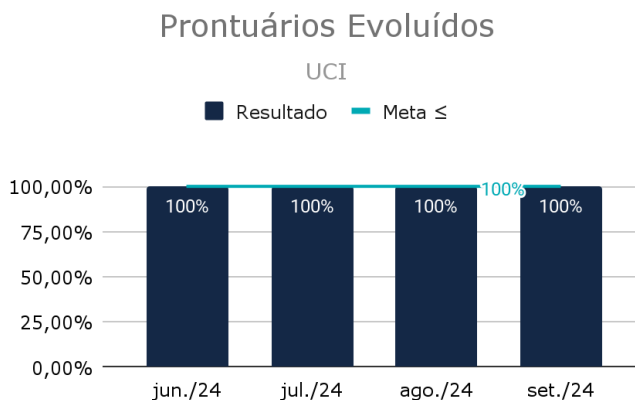 Prontuários Evoluídos
UCI
Resultado Meta ≤
100,00%
100%
100% 100% 100% 100%
75,00%
50,00%
25,00%
0,00%
jun./24 jul./24 ago./24 set./24